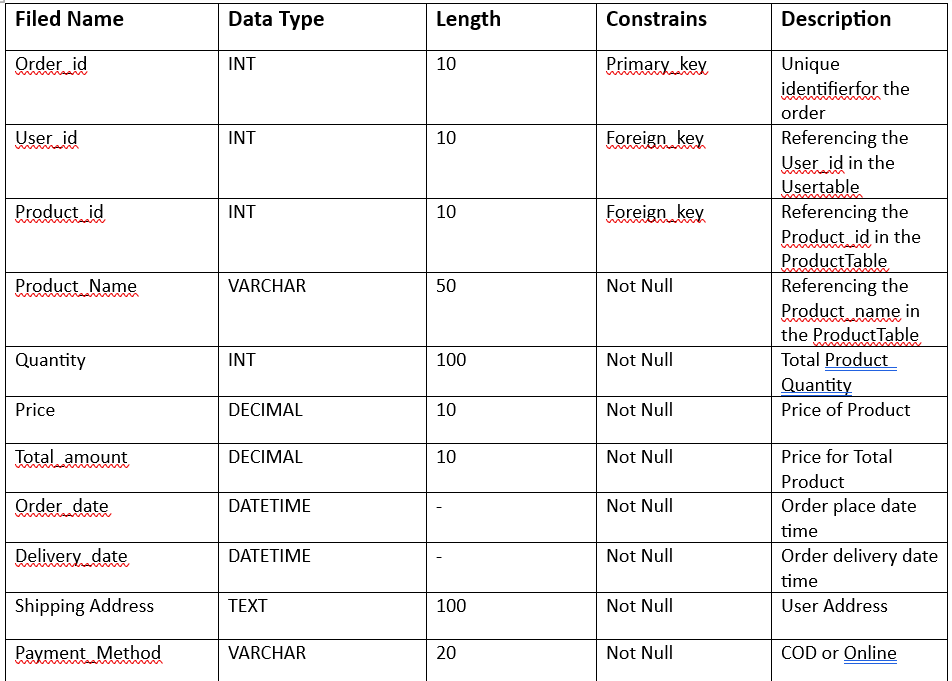 Filed Name Data Type Length Constrains Description
Order_id INT 10 Primary_key Unique
identifierfor the
order
User_id INT 10 Foreign_key Referencing the
User_id in the
Usertable
Product_id INT 10 Foreign_key Referencing the
Product_id in the
ProductTable
Product_Name VARCHAR 50 Not Null Referencing the
Product_name in
the ProductTable
Quantity INT 100 Not Null Total Product
Quantity
Price DECIMAL 10 Not Null Price of Product
Total_amount DECIMAL 10 Not Null Price for Total
Product
Order_date DATETIME - Not Null Order place date
time
Delivery_date DATETIME - Not Null Order delivery date
time
Shipping Address TEXT 100 Not Null User Address
Payment_Method VARCHAR 20 Not Null COD or Online